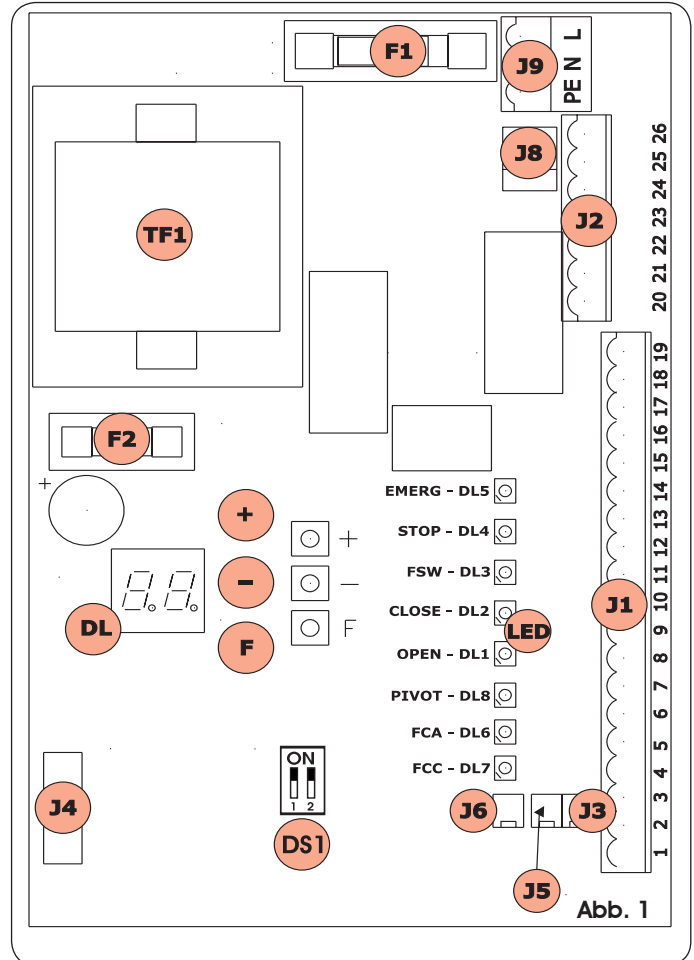 F1
J9
PE N L
J8
J2
20 21 22 23 24 25 26
TF1
F2
+
+
+
-
—
F
F
DL
8.8.
EMERG - DL5
STOP - DL4
FSW - DL3
CLOSE - DL2
OPEN - DL1
PIVOT - DL8
FCA - DL6
FCC - DL7
LED
J1
1 2 3 4 5 6 7 8 9 10 11 12 13 14 15 16 17 18 19
J4
ON
1 2
DS1
J6
J3
J5
Abb. 1